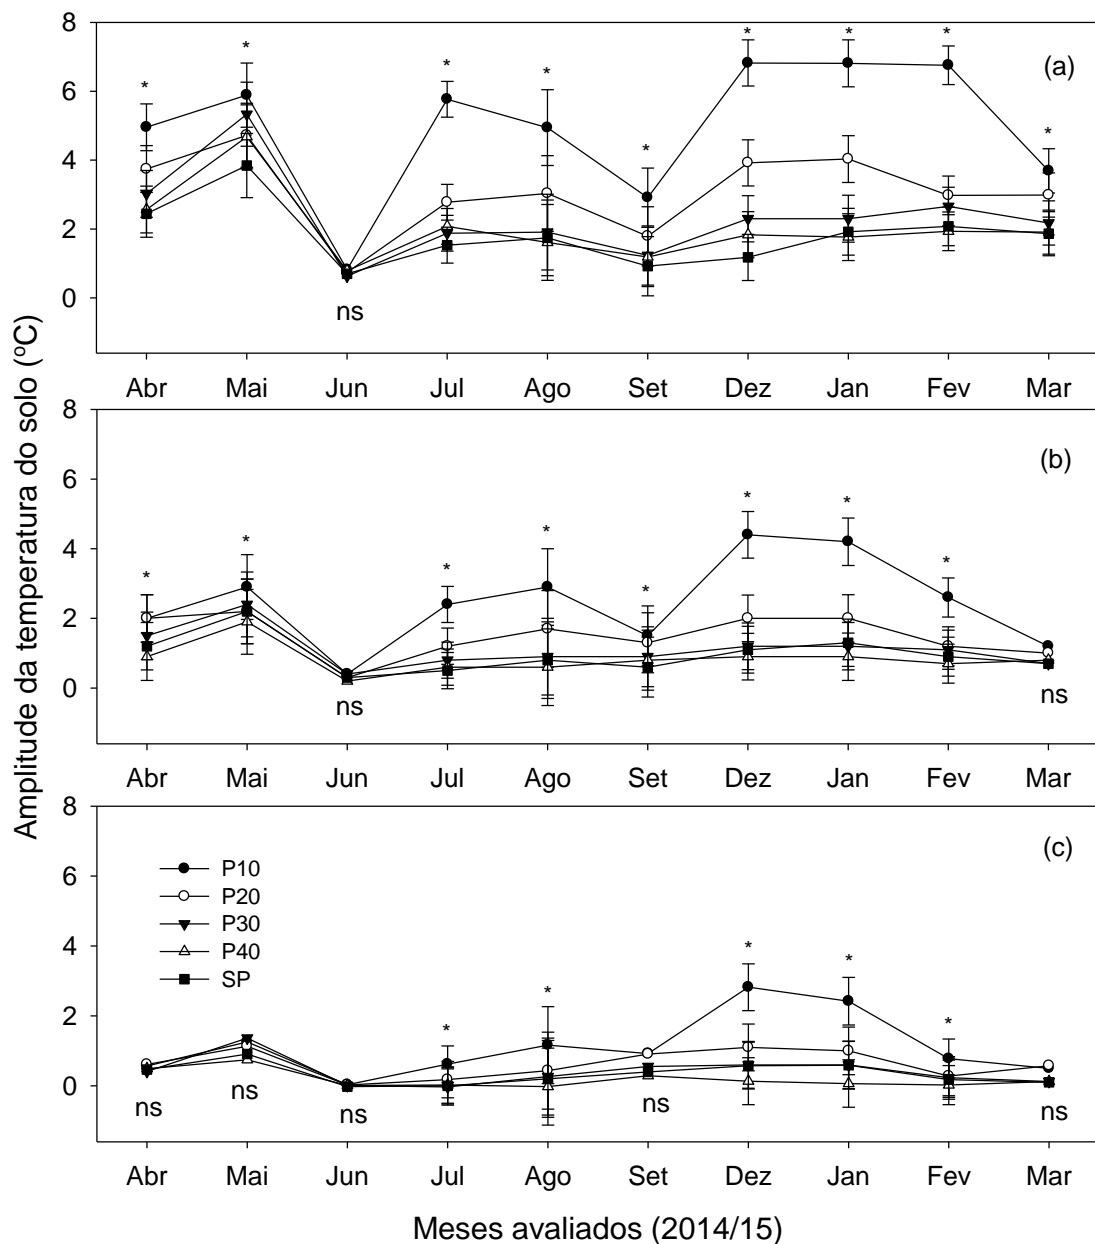 Amplitude da temperatura do solo (ºC)
8
6
4
2
0
* * * * * * * * *
ns
(a)
Abr Mai Jun Jul Ago Set Dez Jan Fev Mar
8
6
4
2
0
* * * * * * * *
ns ns
(b)
Abr Mai Jun Jul Ago Set Dez Jan Fev Mar
8
6
4
2
0
(c)
P10
P20
P30
P40
SP
* * * * *
ns ns ns ns ns
Abr Mai Jun Jul Ago Set Dez Jan Fev Mar
Meses avaliados (2014/15)